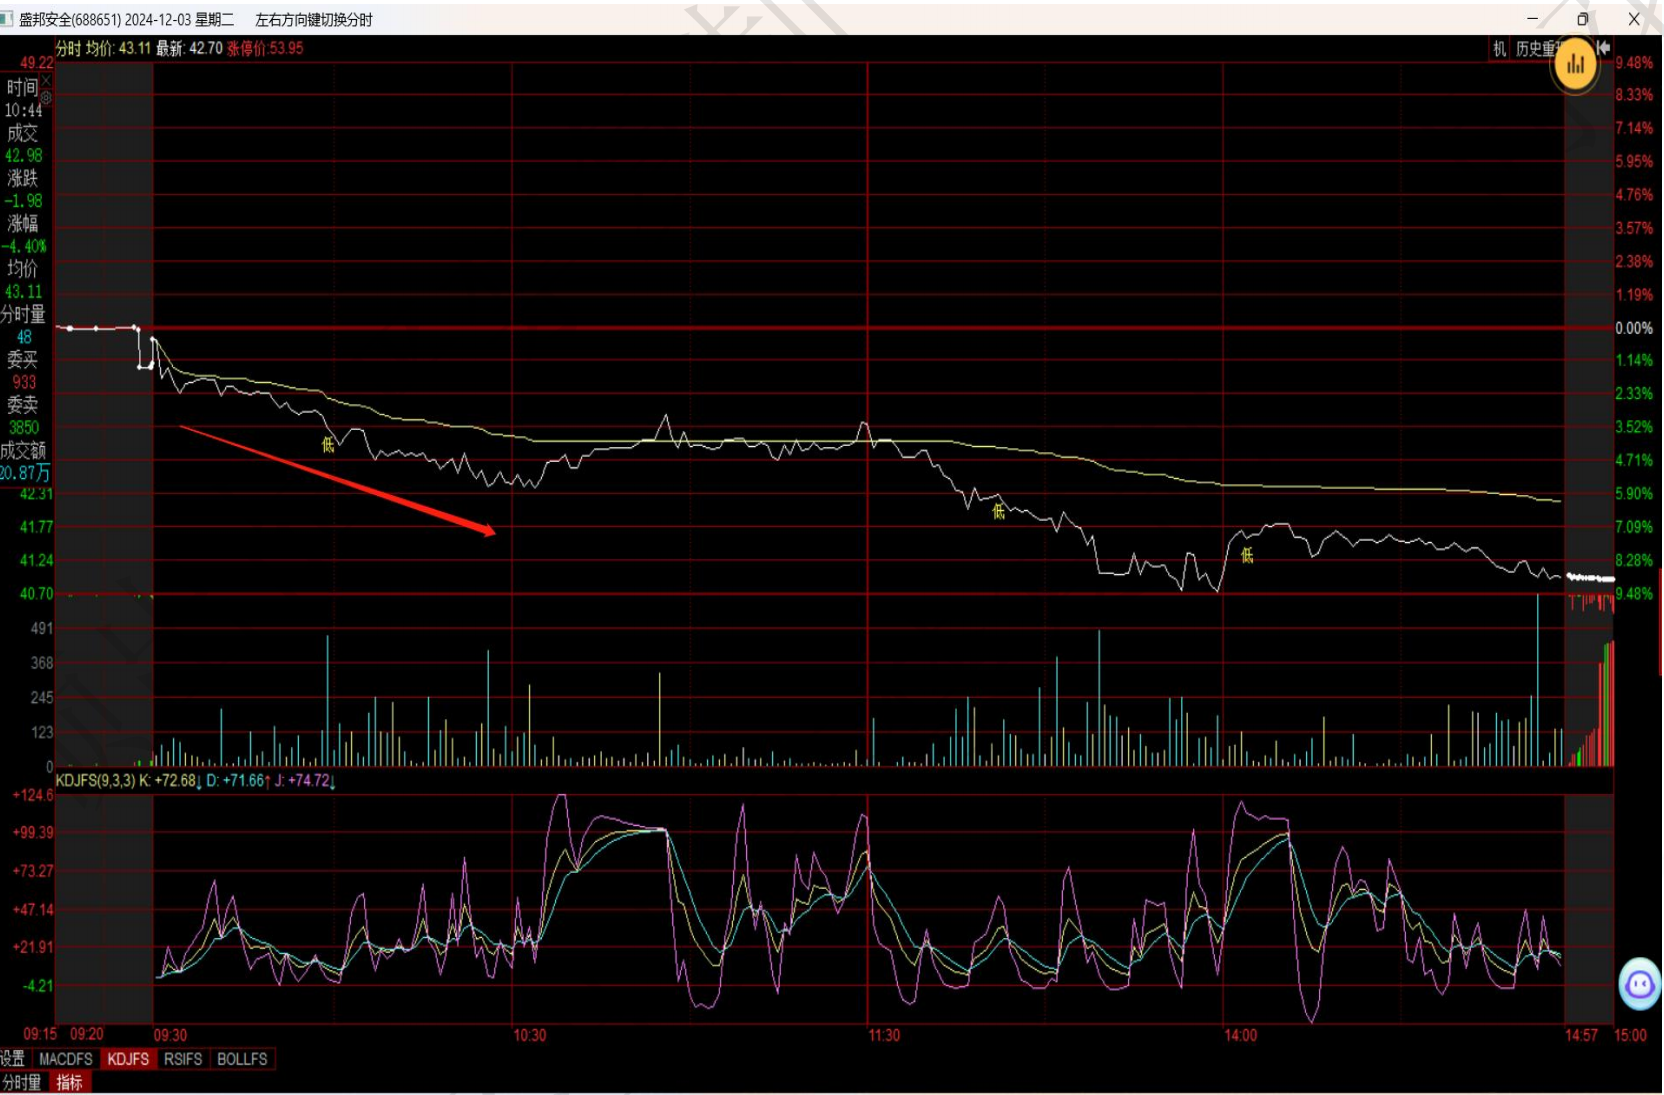 盛邦安全(688651) 2024-12-03 星期二 左右方向键切换分时
分时 均价: 43.11 最新: 42.70 涨停价:53.95
机 历史重
49.22
时间
10:44
成交
42.98
涨跌
-1.98
涨幅
-4.40%
均价
43.11
分时量
48
委买
933
委卖
3850
成交额
20.87万
42.31
41.77
41.24
40.70
491
368
245
123
0
9.48%
8.33%
7.14%
5.95%
4.76%
3.57%
2.38%
1.19%
0.00%
1.14%
2.33%
3.52%
4.71%
5.90%
7.09%
8.28%
9.48%
低
低
低
KDJFS(9,3,3) K: +72.68↓ D: +71.66↑ J: +74.72↓
+124.6
+99.39
+73.27
+47.14
+21.91
-4.21
09:15 09:20 09:30 10:30 11:30 14:00 14:57 15:00
设置 MACDFS KDJFS RSIFS BOLLFS
分时量 指标